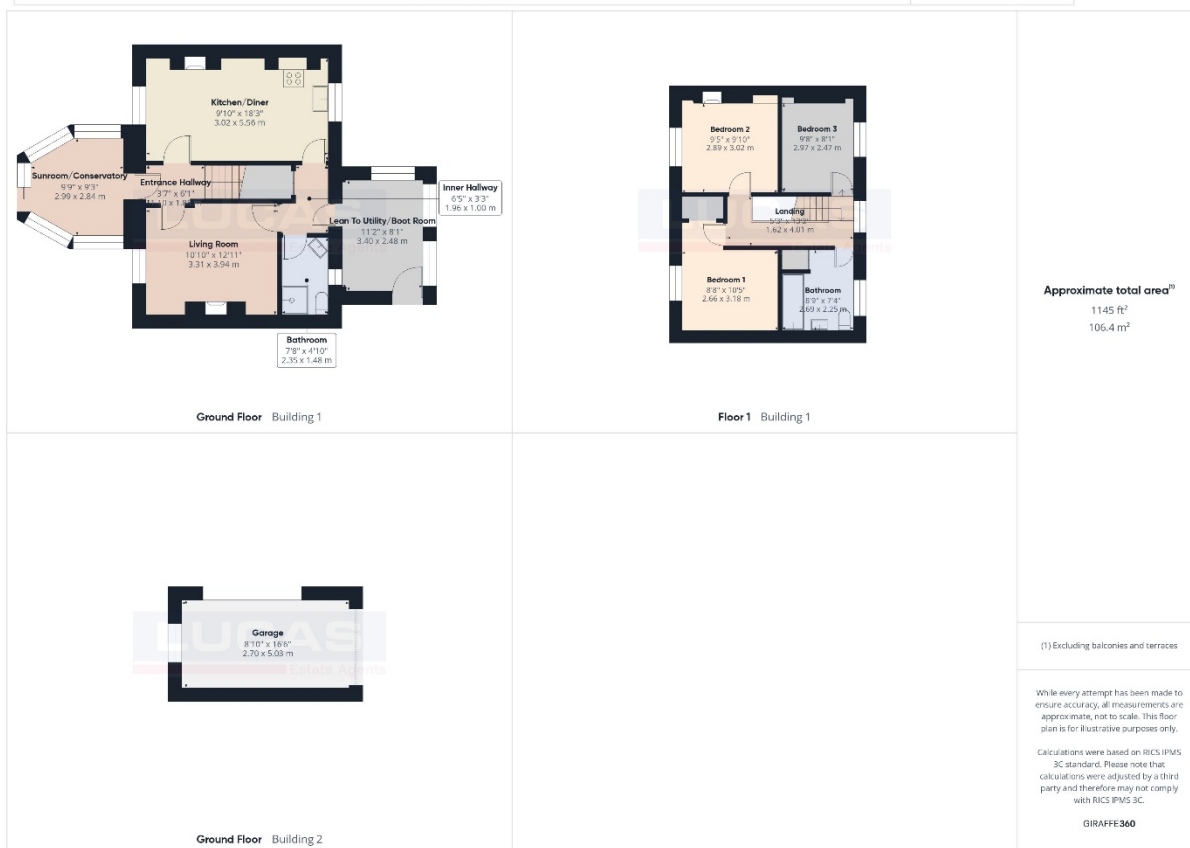 Kitchen/Diner
9'10" x 18'3"
3.02 x 5.56 m
Sunroom/Conservatory
9'9" x 9'3"
2.99 x 2.84 m
Entrance Hallway
3'7" x 6'1"
Inner Hallway
6'5" x 3'3"
1.96 x 1.00 m
Lean To Utility/Boot Room
11'2" x 8'1"
3.40 x 2.48 m
Living Room
10'10" x 12'11"
3.31 x 3.94 m
Bathroom
7'8" x 4'10"
2.35 x 1.48 m
Ground Floor Building 1
Bedroom 2
9'5" x 9'10"
2.89 x 3.02 m
Bedroom 3
9'8" x 8'1"
2.97 x 2.47 m
Landing
1.62 x 4.01 m
Bedroom 1
8'8" x 10'5"
2.66 x 3.18 m
Bathroom
8'9" x 7'4"
2.69 x 2.25 m
Floor 1 Building 1
LUCAS
Estate Agents
Garage
8'10" x 16'6"
2.70 x 5.03 m
Ground Floor Building 2
Approximate total area(1)
1145 ft²
106.4 m²
(1) Excluding balconies and terraces
While every attempt has been made to
ensure accuracy, all measurements are
approximate, not to scale. This floor
plan is for illustrative purposes only.
Calculations were based on RICS IPMS
3C standard. Please note that
calculations were adjusted by a third
party and therefore may not comply
with RICS IPMS 3C.
GIRAFFE360